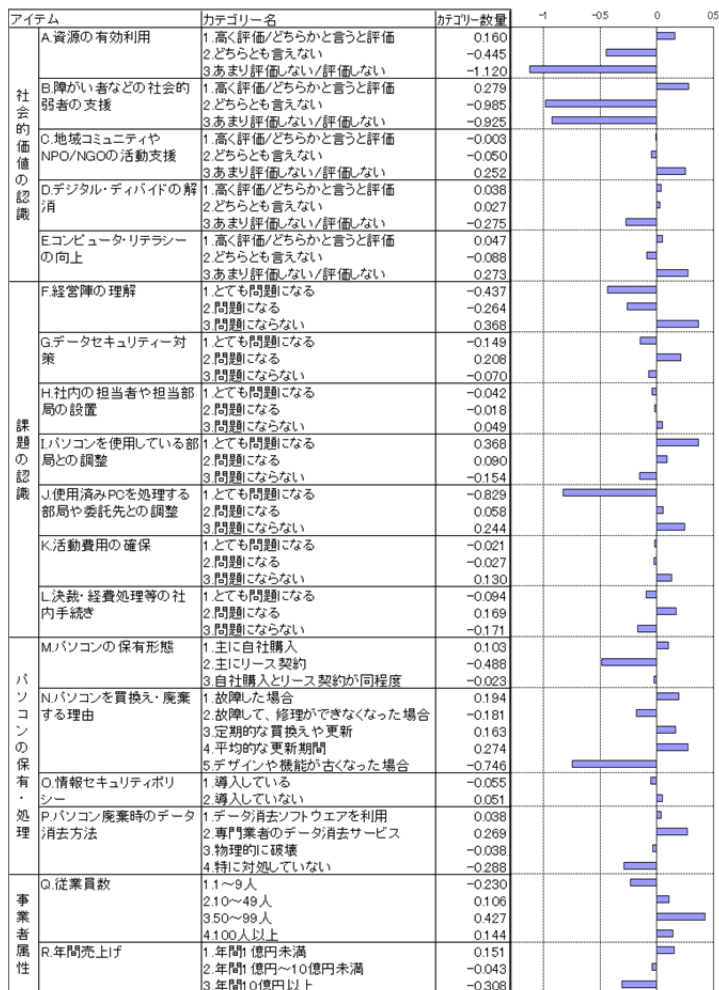 アイテム カテゴリー名 カテゴリー数量 -1 -05 0 05
社会的価値の認識
A.資源の有効利用 1.高く評価/どちらかと言うと評価 0.160
2.どちらとも言えない -0.445
3.あまり評価しない/評価しない -1.120
B.障がい者などの社会的 1.高く評価/どちらかと言うと評価 0.279
弱者の支援 2.どちらとも言えない -0.985
3.あまり評価しない/評価しない -0.925
C.地域コミュニティや 1.高く評価/どちらかと言うと評価 -0.003
NPO/NGOの活動支援 2.どちらとも言えない -0.050
3.あまり評価しない/評価しない 0.252
D.デジタル・ディバイドの解 1.高く評価/どちらかと言うと評価 0.038
消 2.どちらとも言えない 0.027
3.あまり評価しない/評価しない -0.275
E.コンピュータ・リテラシー 1.高く評価/どちらかと言うと評価 0.047
の向上 2.どちらとも言えない -0.088
3.あまり評価しない/評価しない 0.273
課題の認識
F.経営陣の理解 1.とても問題になる -0.437
2.問題になる -0.264
3.問題にならない 0.368
G.データセキュリティー対 1.とても問題になる -0.149
策 2.問題になる 0.208
3.問題にならない -0.070
H.社内の担当者や担当部 1.とても問題になる -0.042
局の設置 2.問題になる -0.018
3.問題にならない 0.049
I.パソコンを使用している部 1.とても問題になる 0.368
局との調整 2.問題になる 0.090
3.問題にならない -0.154
J.使用済みPCを処理する 1.とても問題になる -0.829
部局や委託先との調整 2.問題になる 0.058
3.問題にならない 0.244
K.活動費用の確保 1.とても問題になる -0.021
2.問題になる -0.027
3.問題にならない 0.130
L.決裁・経費処理等の社 1.とても問題になる -0.094
内手続き 2.問題になる 0.169
3.問題にならない -0.171
パソコンの保有・処理
M.パソコンの保有形態 1.主に自社購入 0.103
2.主にリース契約 -0.488
3.自社購入とリース契約が同程度 -0.023
N.パソコンを買換え・廃棄 1.故障した場合 0.194
する理由 2.故障して、修理ができなくなった場合 -0.181
3.定期的な買換えや更新 0.163
4.平均的な更新期間 0.274
5.デザインや機能が古くなった場合 -0.746
O.情報セキュリティポリ 1.導入している -0.055
シー 2.導入していない 0.051
P.パソコン廃棄時のデータ 1.データ消去ソフトウエアを利用 0.038
消去方法 2.専門業者のデータ消去サービス 0.269
3.物理的に破壊 -0.038
4.特に対処していない -0.288
事業者属性
Q.従業員数 1.1～9人 -0.230
2.10～49人 0.106
3.50～99人 0.427
4.100人以上 0.144
R.年間売上げ 1.年間1億円未満 0.151
2.年間1億円～10億円未満 -0.043
3.年間10億円以上 -0.308